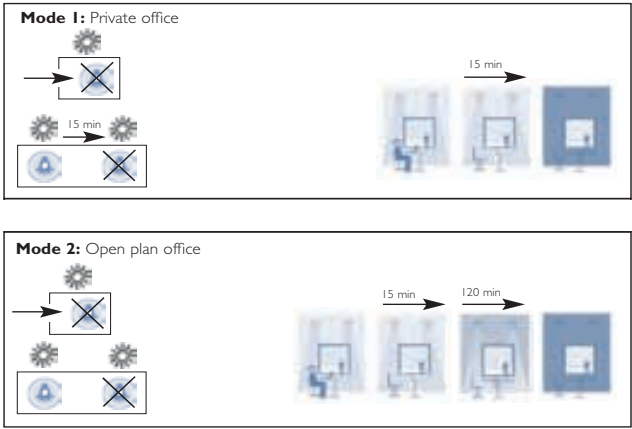 Mode 1: Private office
15 min
15 min
Mode 2: Open plan office
15 min
120 min